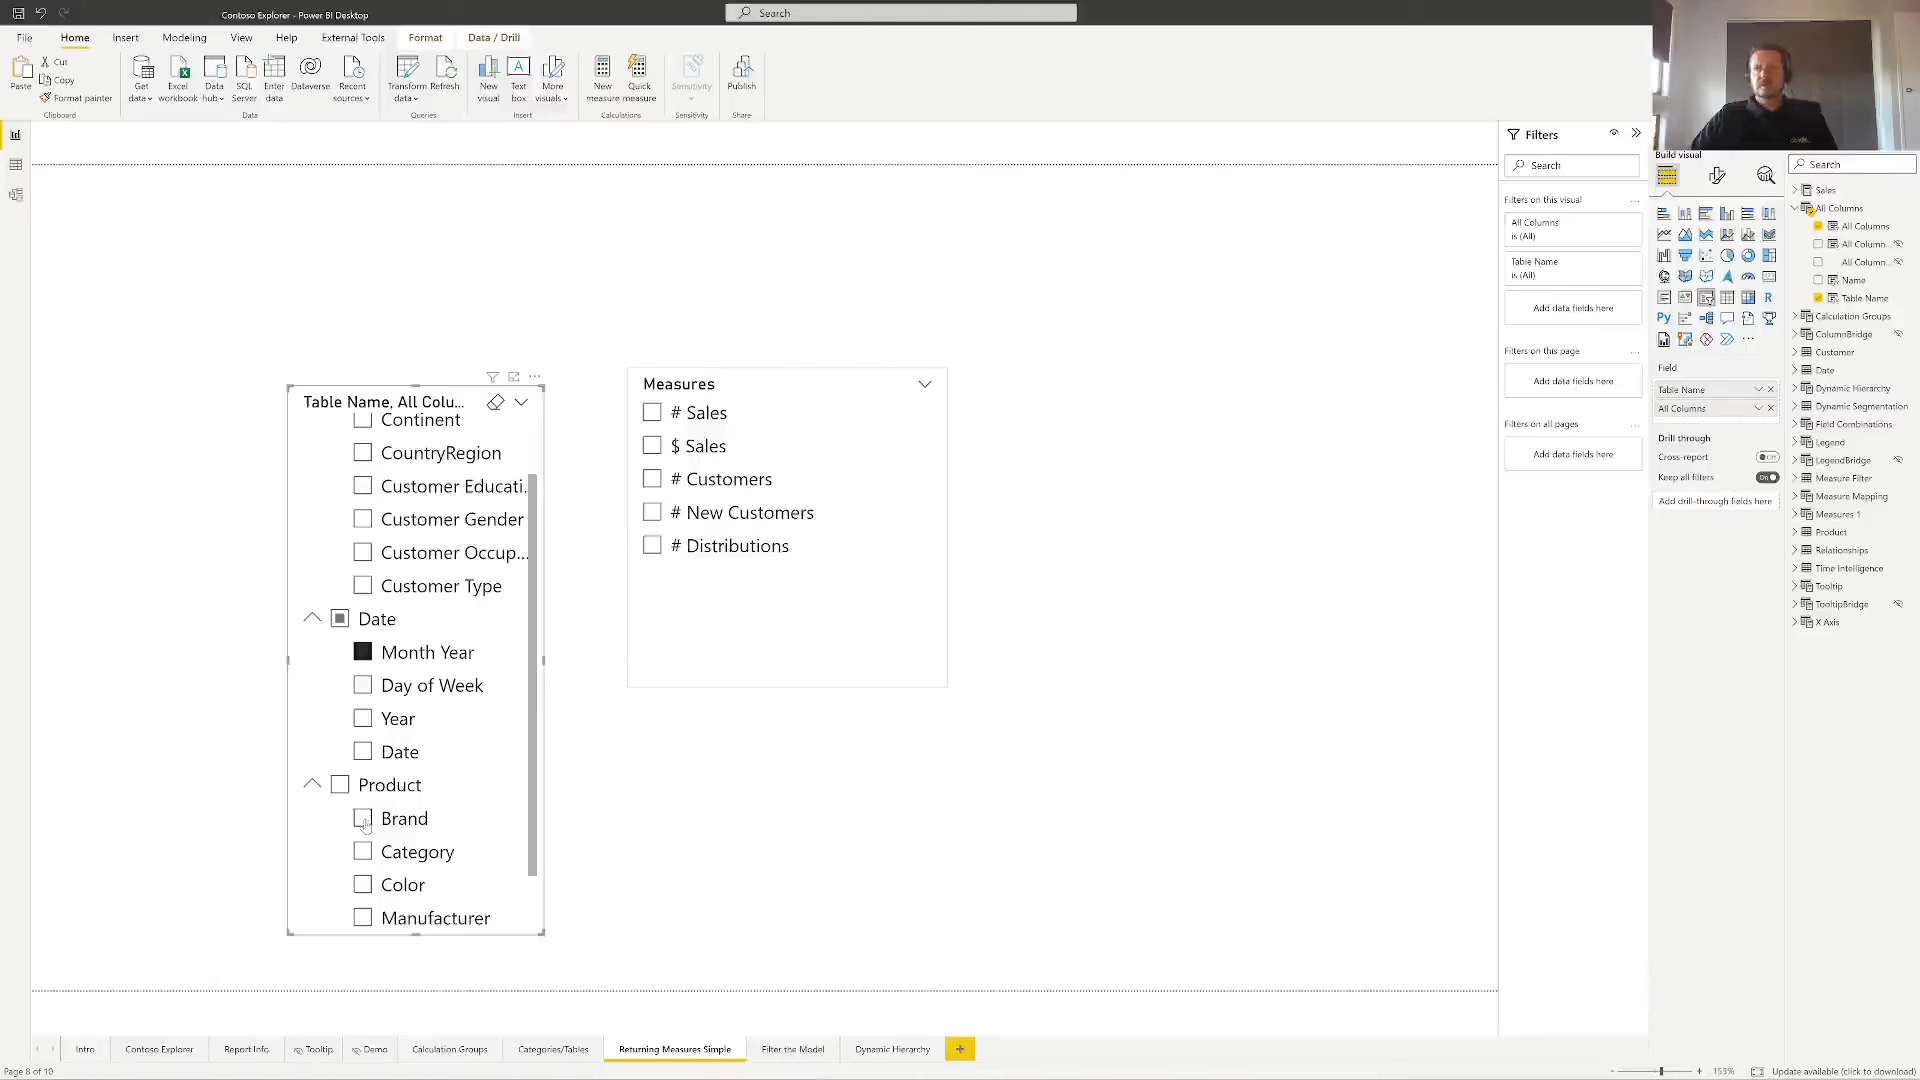 Contoso Explorer - Power BI Desktop
Search
File
Home
Insert
Modeling
View
Help
External Tools
Format
Data / Drill
Paste
Cut
Copy
Format painter
Clipboard
Get data
Excel workbook
Data hub
SQL Server
Enter data
Dataverse
Recent sources
Data
Transform data
Refresh
Queries
New visual
Text box
More visuals
Insert
New measure
Quick measure
Calculations
Sensitivity
Sensitivity
Publish
Share
Table Name, All Colu...
Continent
CountryRegion
Customer Educati.
Customer Gender
Customer Occup...
Customer Type
Date
Month Year
Day of Week
Year
Date
Product
Brand
Category
Color
Manufacturer
Measures
# Sales
$ Sales
# Customers
# New Customers
# Distributions
Filters
Search
Filters on this visual
All Columns
is (All)
Table Name
is (All)
Add data fields here
Filters on this page
Add data fields here
Filters on all pages
Add data fields here
Build visual
R
Py
Field
Table Name
All Columns
Drill through
Cross-report
Off
Keep all filters
On
Add drill-through fields here
Search
Sales
All Columns
All Columns
All Column...
All Column...
Name
Table Name
Calculation Groups
ColumnBridge
Customer
Date
Dynamic Hierarchy
Dynamic Segmentation
Field Combinations
Legend
LegendBridge
Measure Filter
Measure Mapping
Measures 1
Product
Relationships
Time Intelligence
Tooltip
TooltipBridge
X Axis
Intro
Contoso Explorer
Report Info
Tooltip
Demo
Calculation Groups
Categories/Tables
Returning Measures Simple
Filter the Model
Dynamic Hierarchy
+
Page 8 of 10
- + 153%
Update available (click to download)